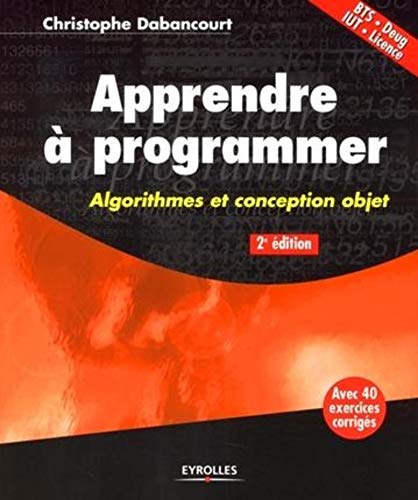 Christophe Dabancourt
BTS • Deug
IUT • Licence
Apprendre
à programmer
Algorithmes et conception objet
2e édition
Avec 40
exercices
corrigés
EYROLLES